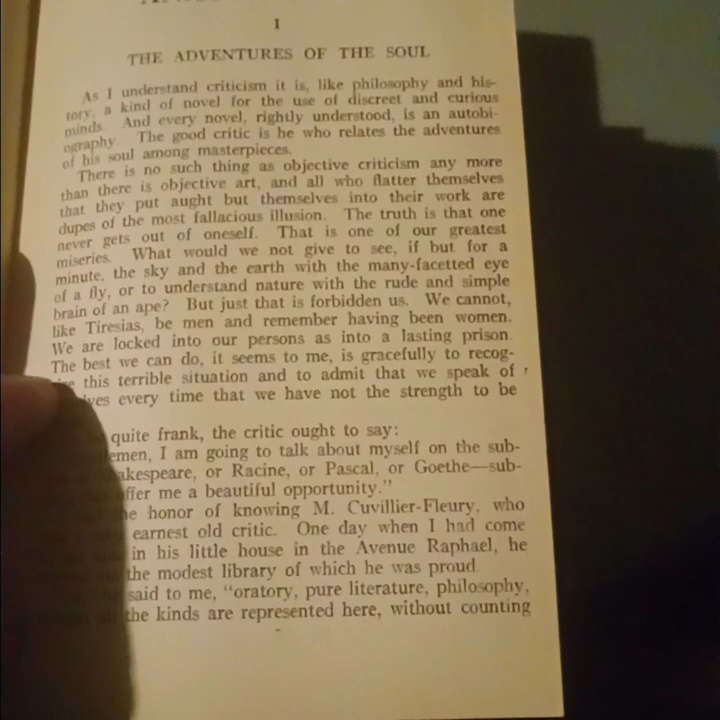 I
THE ADVENTURES OF THE SOUL
As I understand criticism it is, like philosophy and his-
tory, a kind of novel for the use of discreet and curious
minds. And every novel, rightly understood, is an autobi-
ography. The good critic is he who relates the adventures
of his soul among masterpieces.
There is no such thing as objective criticism any more
than there is objective art, and all who flatter themselves
that they put aught but themselves into their work are
dupes of the most fallacious illusion. The truth is that one
never gets out of oneself. That is one of our greatest
miseries. What would we not give to see, if but for a
minute, the sky and the earth with the many-facetted eye
of a fly, or to understand nature with the rude and simple
brain of an ape? But just that is forbidden us. We cannot,
like Tiresias, be men and remember having been women.
We are locked into our persons as into a lasting prison.
The best we can do, it seems to me, is gracefully to recog-
this terrible situation and to admit that we speak of
every time that we have not the strength to be
quite frank, the critic ought to say:
emen, I am going to talk about myself on the sub-
akespeare, or Racine, or Pascal, or Goethe—sub-
ffer me a beautiful opportunity."
honor of knowing M. Cuvillier-Fleury, who
earnest old critic. One day when I had come
in his little house in the Avenue Raphael, he
the modest library of which he was proud.
said to me, "oratory, pure literature, philosophy,
the kinds are represented here, without counting